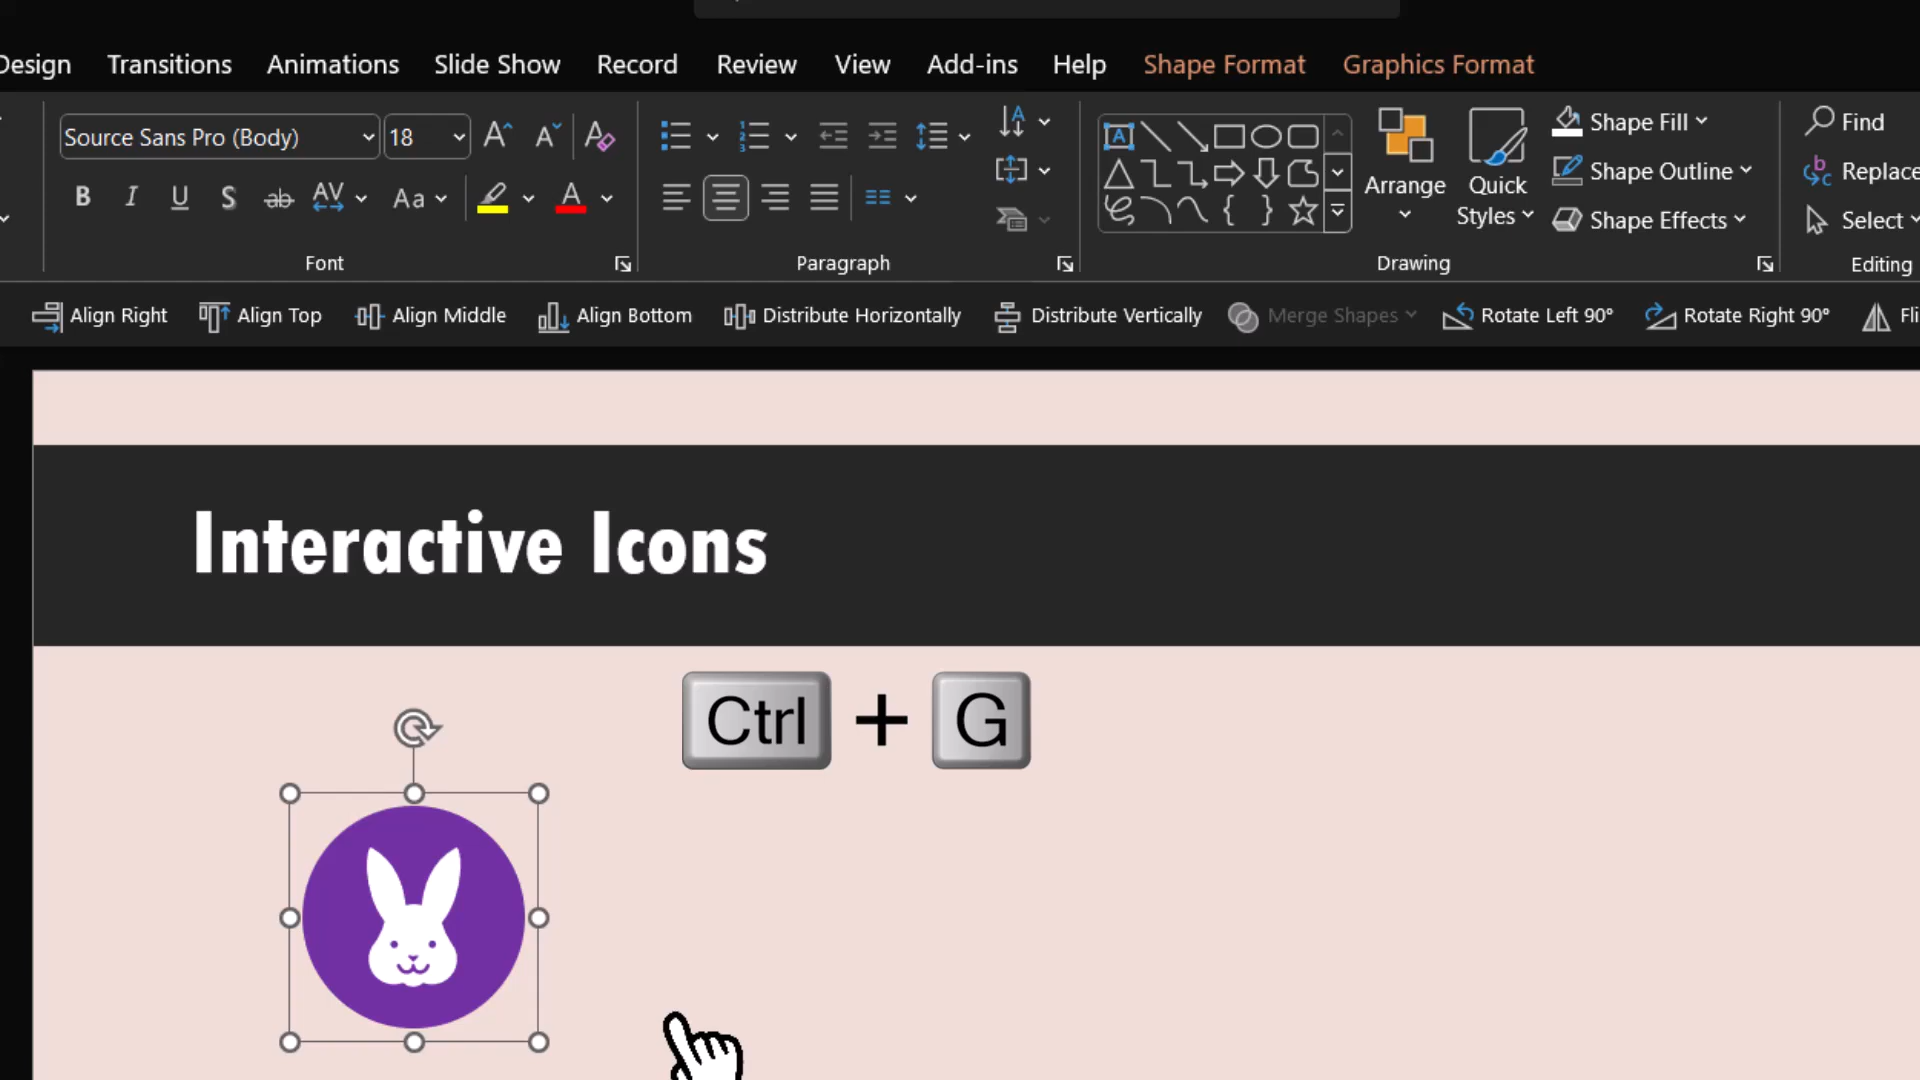 Design Transitions Animations Slide Show Record Review View Add-ins Help Shape Format Graphics Format
Source Sans Pro (Body) 18
B I U S ab AV Aa A
Font
Paragraph
Arrange
Quick
Styles
Shape Fill
Shape Outline
Shape Effects
Drawing
Find
Replace
Select
Editing
Align Right Align Top Align Middle Align Bottom Distribute Horizontally Distribute Vertically Merge Shapes Rotate Left 90° Rotate Right 90° Fli
Interactive Icons
Ctrl + G